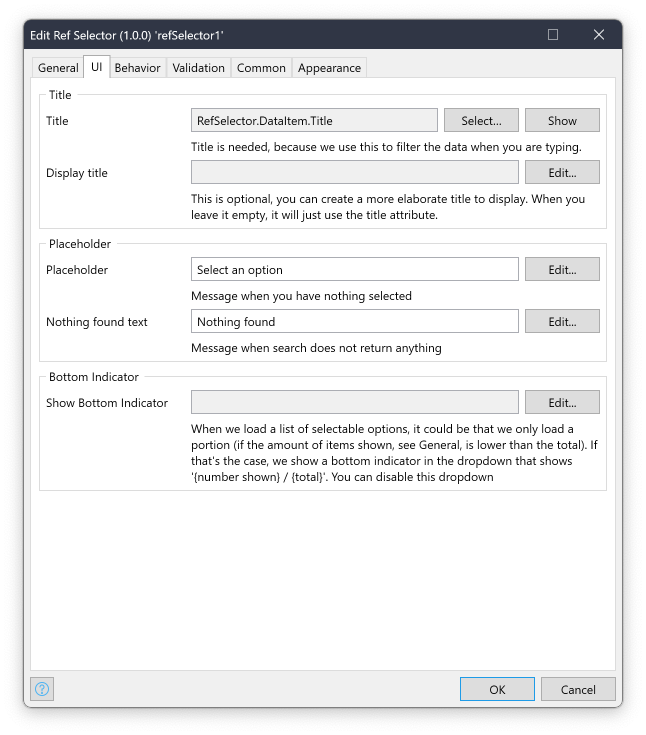 Edit Ref Selector (1.0.0) 'refSelector1'
General UI Behavior Validation Common Appearance
Title
Title RefSelector.DataItem.Title Select... Show
Title is needed, because we use this to filter the data when you are typing.
Display title Edit...
This is optional, you can create a more elaborate title to display. When you
leave it empty, it will just use the title attribute.
Placeholder
Placeholder Select an option Edit...
Message when you have nothing selected
Nothing found text Nothing found Edit...
Message when search does not return anything
Bottom Indicator
Show Bottom Indicator Edit...
When we load a list of selectable options, it could be that we only load a
portion (if the amount of items shown, see General, is lower than the total). If
that's the case, we show a bottom indicator in the dropdown that shows
'{number shown} / {total}'. You can disable this dropdown
? OK Cancel